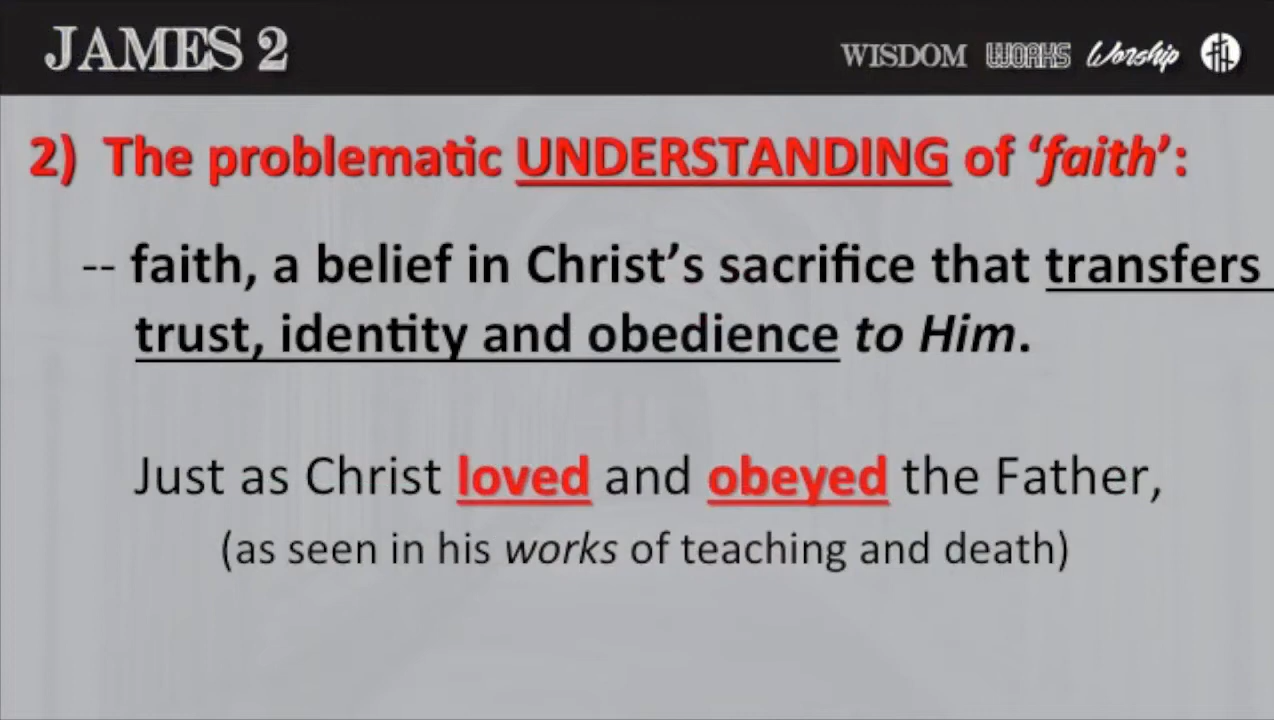 JAMES 2
WISDOM WORKS Worship
2) The problematic UNDERSTANDING of ‘faith’:
-- faith, a belief in Christ’s sacrifice that transfers
trust, identity and obedience to Him.
Just as Christ loved and obeyed the Father,
(as seen in his works of teaching and death)